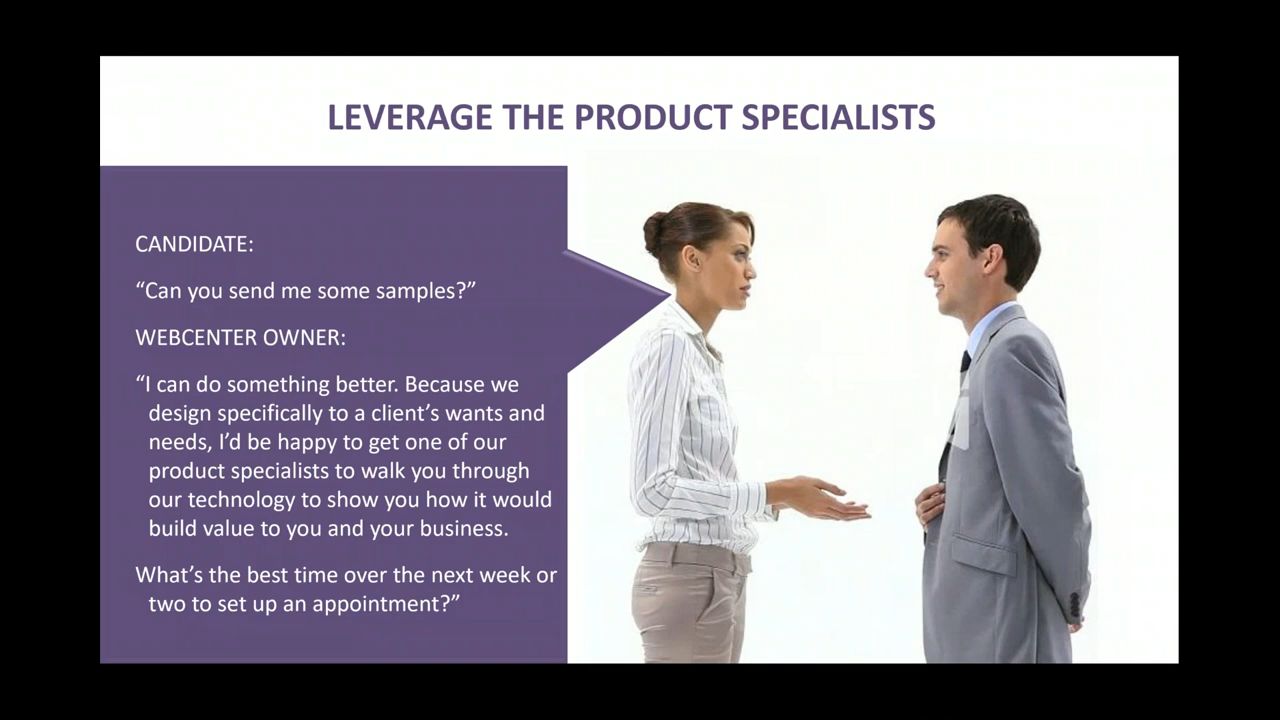 LEVERAGE THE PRODUCT SPECIALISTS
CANDIDATE:
“Can you send me some samples?”
WEBCENTER OWNER:
“I can do something better. Because we
design specifically to a client’s wants and
needs, I’d be happy to get one of our
product specialists to walk you through
our technology to show you how it would
build value to you and your business.
What’s the best time over the next week or
two to set up an appointment?”